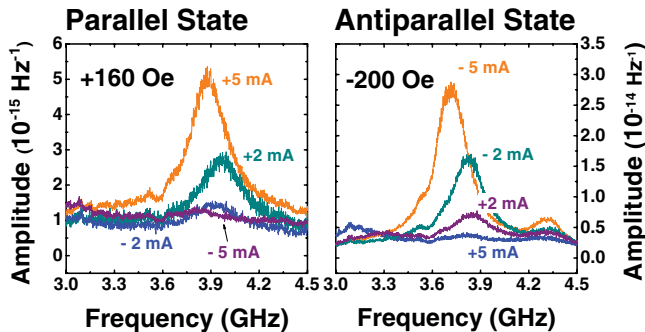 Parallel State
Antiparallel State
+160 Oe
+5 mA
+2 mA
- 2 mA
- 5 mA
Amplitude (10⁻¹⁵ Hz⁻¹)
6
5
4
3
2
1
0
3.0 3.3 3.6 3.9 4.2 4.5
Frequency (GHz)
-200 Oe
- 5 mA
- 2 mA
+2 mA
+5 mA
3.0 3.3 3.6 3.9 4.2 4.5
Frequency (GHz)
3.5
3.0
2.5
2.0
1.5
1.0
0.5
0.0
Amplitude (10⁻¹⁴ Hz⁻¹)